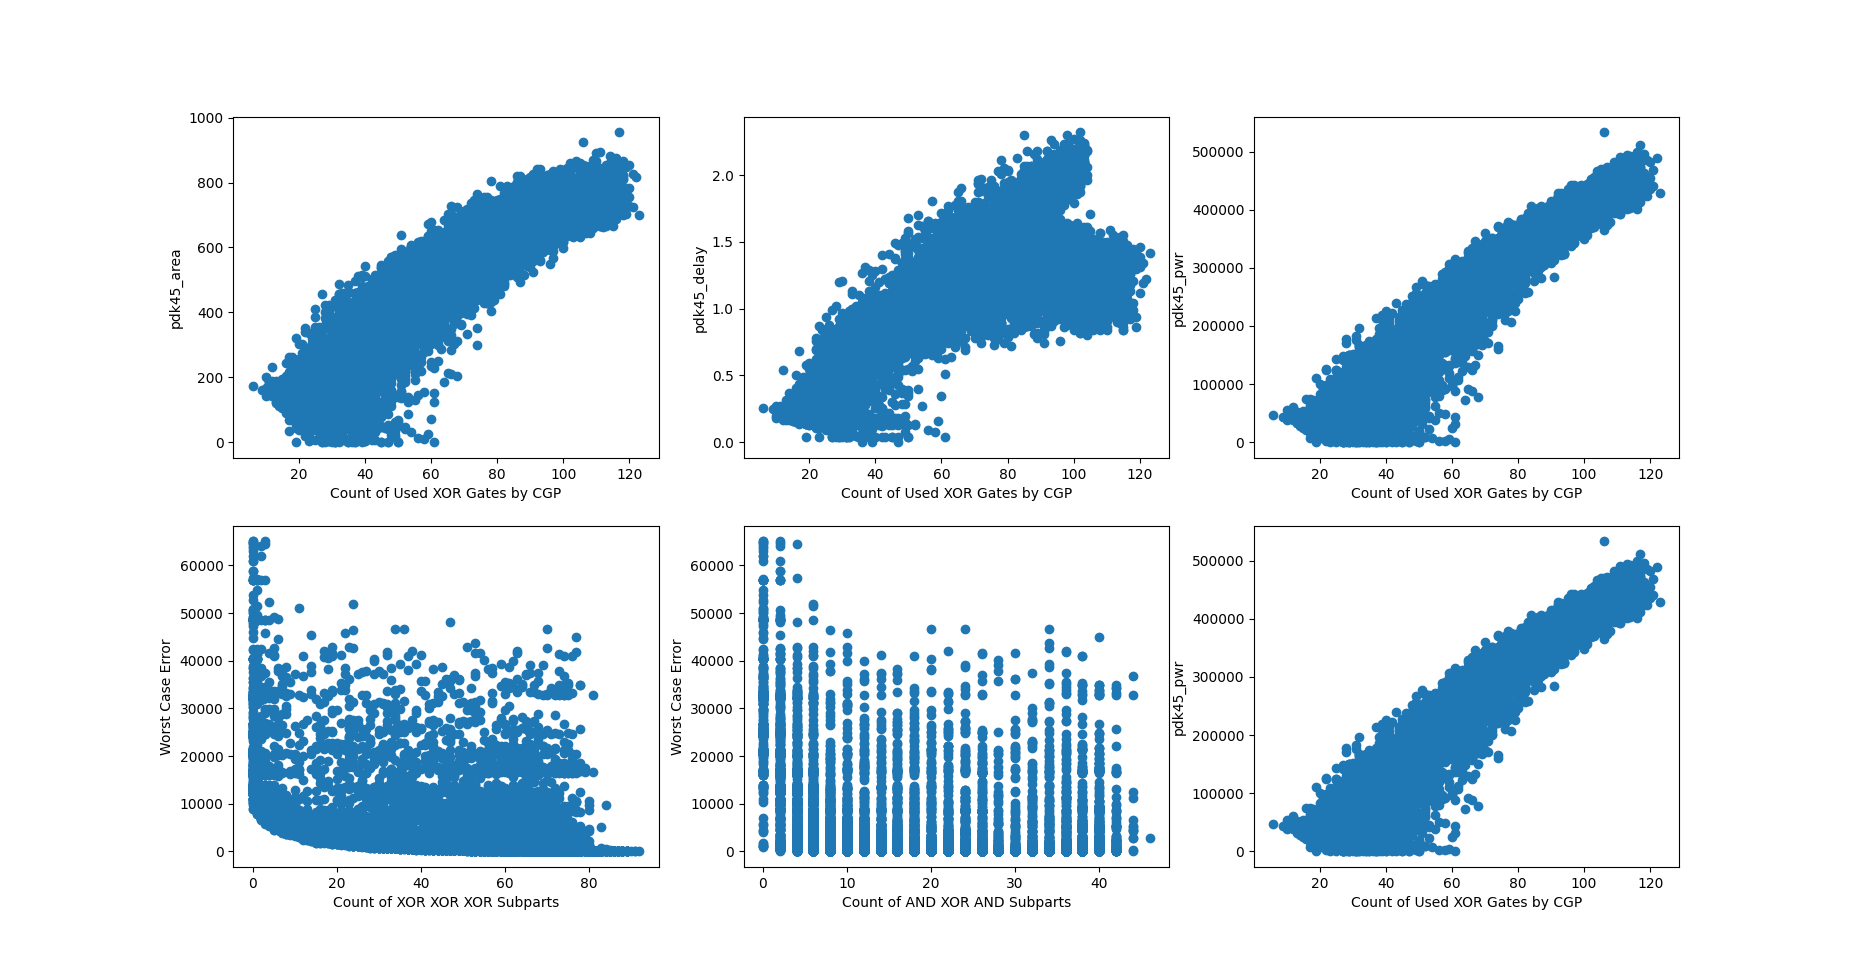 1000
800
600
400
200
0
pdk45_area
20 40 60 80 100 120
Count of Used XOR Gates by CGP
2.0
1.5
1.0
0.5
0.0
pdk45_delay
20 40 60 80 100 120
Count of Used XOR Gates by CGP
500000
400000
300000
200000
100000
0
pdk45_pwr
20 40 60 80 100 120
Count of Used XOR Gates by CGP
60000
50000
40000
30000
20000
10000
0
Worst Case Error
0 20 40 60 80
Count of XOR XOR XOR Subparts
60000
50000
40000
30000
20000
10000
0
Worst Case Error
0 10 20 30 40
Count of AND XOR AND Subparts
500000
400000
300000
200000
100000
0
pdk45_pwr
20 40 60 80 100 120
Count of Used XOR Gates by CGP